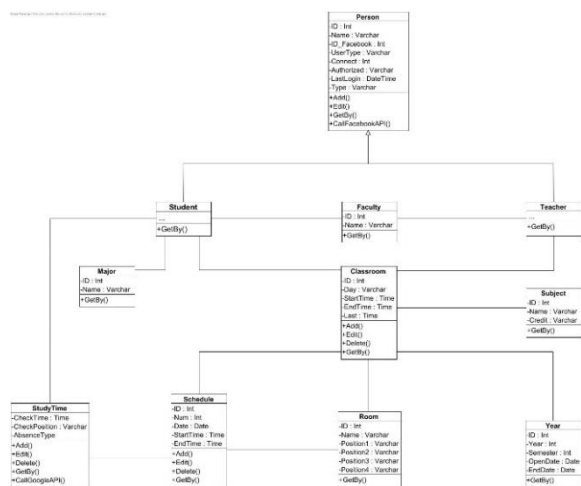 Person
-ID : Int
-Name : Varchar
-ID_Facebook : Int
-UserType : Varchar
-Connect : Int
-Authorized : Varchar
-LastLogin : DateTime
-Type : Varchar
+Add()
+Edit()
+GetBy()
+CallFacebookAPI()
Student
...
+GetBy()
Faculty
-ID : Int
-Name : Varchar
+GetBy()
Teacher
...
+GetBy()
Major
-ID : Int
-Name : Varchar
+GetBy()
Classroom
-ID : Int
-Day : Varchar
-StartTime : Time
-EndTime : Time
-Last : Time
+Add()
+Edit()
+Delete()
+GetBy()
Subject
-ID : Int
-Name : Varchar
-Credit : Varchar
+GetBy()
StudyTime
-CheckTime : Time
-CheckPosition : Varchar
-AbsenceType
+Add()
+Edit()
+Delete()
+GetBy()
+CallGoogleAPI()
Schedule
-ID : Int
-Num : Int
-Date : Date
-StartTime : Time
-EndTime : Time
+Add()
+Edit()
+Delete()
+GetBy()
Room
-ID : Int
-Name : Varchar
-Position1 : Varchar
-Position2 : Varchar
-Position3 : Varchar
-Position4 : Varchar
+GetBy()
Year
-ID : Int
-Year : Int
-Semester : Int
-OpenDate : Date
-EndDate : Date
+GetBy()